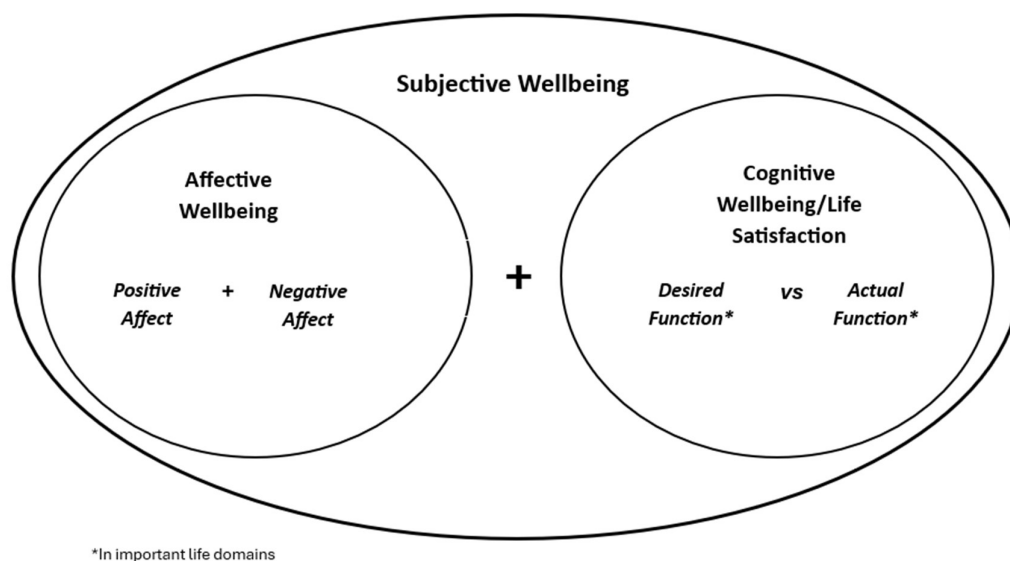 Subjective Wellbeing
Affective
Wellbeing
Positive + Negative
Affect Affect
+
Cognitive
Wellbeing/Life
Satisfaction
Desired vs Actual
Function* Function*
*In important life domains